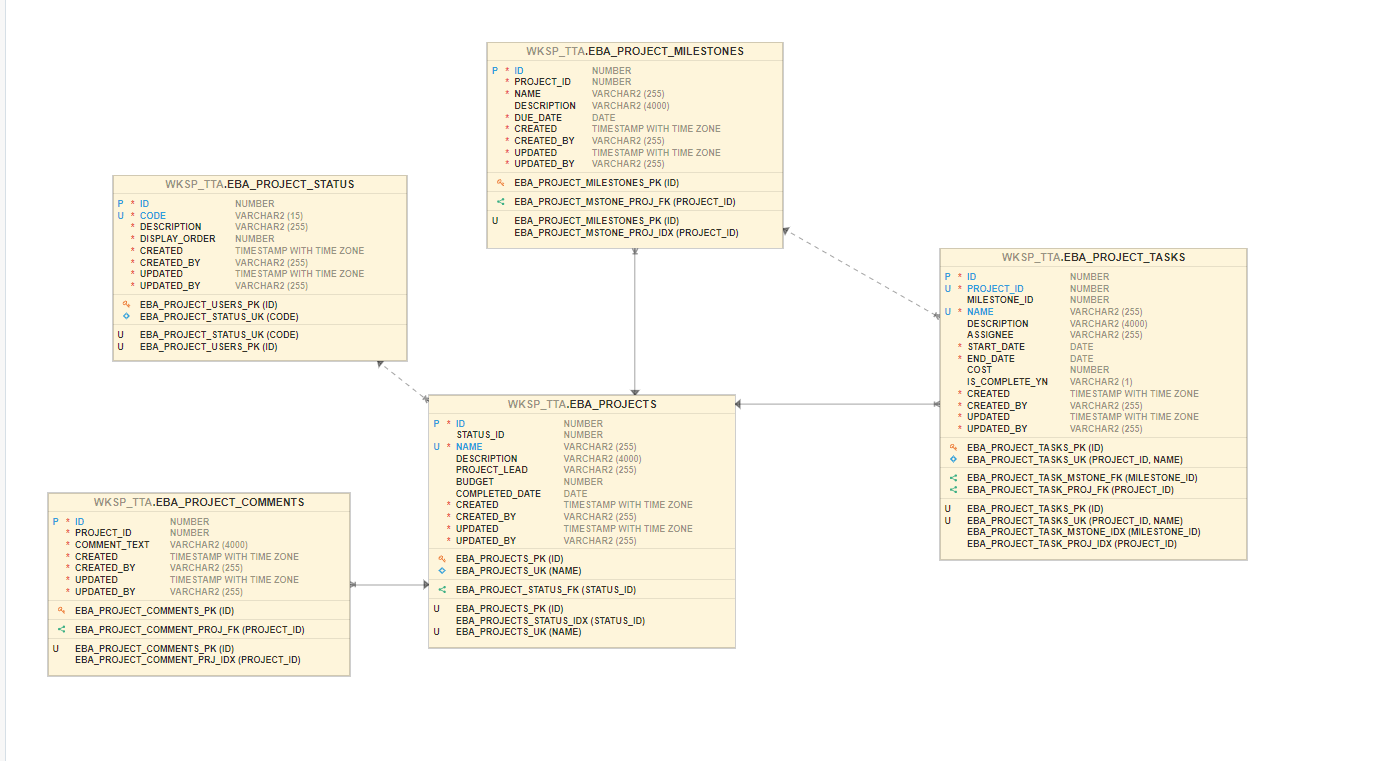 WKSP_TTA.EBA_PROJECT_MILESTONES
P * ID NUMBER
* PROJECT_ID NUMBER
* NAME VARCHAR2 (255)
DESCRIPTION VARCHAR2 (4000)
* DUE_DATE DATE
* CREATED TIMESTAMP WITH TIME ZONE
* CREATED_BY VARCHAR2 (255)
* UPDATED TIMESTAMP WITH TIME ZONE
* UPDATED_BY VARCHAR2 (255)
EBA_PROJECT_MILESTONES_PK (ID)
EBA_PROJECT_MSTONE_PROJ_FK (PROJECT_ID)
U EBA_PROJECT_MILESTONES_PK (ID)
EBA_PROJECT_MSTONE_PROJ_IDX (PROJECT_ID)
WKSP_TTA.EBA_PROJECT_STATUS
P * ID NUMBER
U * CODE VARCHAR2 (15)
* DESCRIPTION VARCHAR2 (255)
* DISPLAY_ORDER NUMBER
* CREATED TIMESTAMP WITH TIME ZONE
* CREATED_BY VARCHAR2 (255)
* UPDATED TIMESTAMP WITH TIME ZONE
* UPDATED_BY VARCHAR2 (255)
EBA_PROJECT_USERS_PK (ID)
EBA_PROJECT_STATUS_UK (CODE)
U EBA_PROJECT_STATUS_UK (CODE)
U EBA_PROJECT_USERS_PK (ID)
WKSP_TTA.EBA_PROJECT_TASKS
P * ID NUMBER
U * PROJECT_ID NUMBER
MILESTONE_ID NUMBER
U * NAME VARCHAR2 (255)
DESCRIPTION VARCHAR2 (4000)
ASSIGNEE VARCHAR2 (255)
* START_DATE DATE
* END_DATE DATE
COST NUMBER
IS_COMPLETE_YN VARCHAR2 (1)
* CREATED TIMESTAMP WITH TIME ZONE
* CREATED_BY VARCHAR2 (255)
* UPDATED TIMESTAMP WITH TIME ZONE
* UPDATED_BY VARCHAR2 (255)
EBA_PROJECT_TASKS_PK (ID)
EBA_PROJECT_TASKS_UK (PROJECT_ID, NAME)
EBA_PROJECT_TASK_MSTONE_FK (MILESTONE_ID)
EBA_PROJECT_TASK_PROJ_FK (PROJECT_ID)
U EBA_PROJECT_TASKS_PK (ID)
U EBA_PROJECT_TASKS_UK (PROJECT_ID, NAME)
EBA_PROJECT_TASK_MSTONE_IDX (MILESTONE_ID)
EBA_PROJECT_TASK_PROJ_IDX (PROJECT_ID)
WKSP_TTA.EBA_PROJECTS
P * ID NUMBER
STATUS_ID NUMBER
U * NAME VARCHAR2 (255)
DESCRIPTION VARCHAR2 (4000)
PROJECT_LEAD VARCHAR2 (255)
BUDGET NUMBER
COMPLETED_DATE DATE
* CREATED TIMESTAMP WITH TIME ZONE
* CREATED_BY VARCHAR2 (255)
* UPDATED TIMESTAMP WITH TIME ZONE
* UPDATED_BY VARCHAR2 (255)
EBA_PROJECTS_PK (ID)
EBA_PROJECTS_UK (NAME)
EBA_PROJECT_STATUS_FK (STATUS_ID)
U EBA_PROJECTS_PK (ID)
EBA_PROJECTS_STATUS_IDX (STATUS_ID)
U EBA_PROJECTS_UK (NAME)
WKSP_TTA.EBA_PROJECT_COMMENTS
P * ID NUMBER
* PROJECT_ID NUMBER
* COMMENT_TEXT VARCHAR2 (4000)
* CREATED TIMESTAMP WITH TIME ZONE
* CREATED_BY VARCHAR2 (255)
* UPDATED TIMESTAMP WITH TIME ZONE
* UPDATED_BY VARCHAR2 (255)
EBA_PROJECT_COMMENTS_PK (ID)
EBA_PROJECT_COMMENT_PROJ_FK (PROJECT_ID)
U EBA_PROJECT_COMMENTS_PK (ID)
EBA_PROJECT_COMMENT_PRJ_IDX (PROJECT_ID)